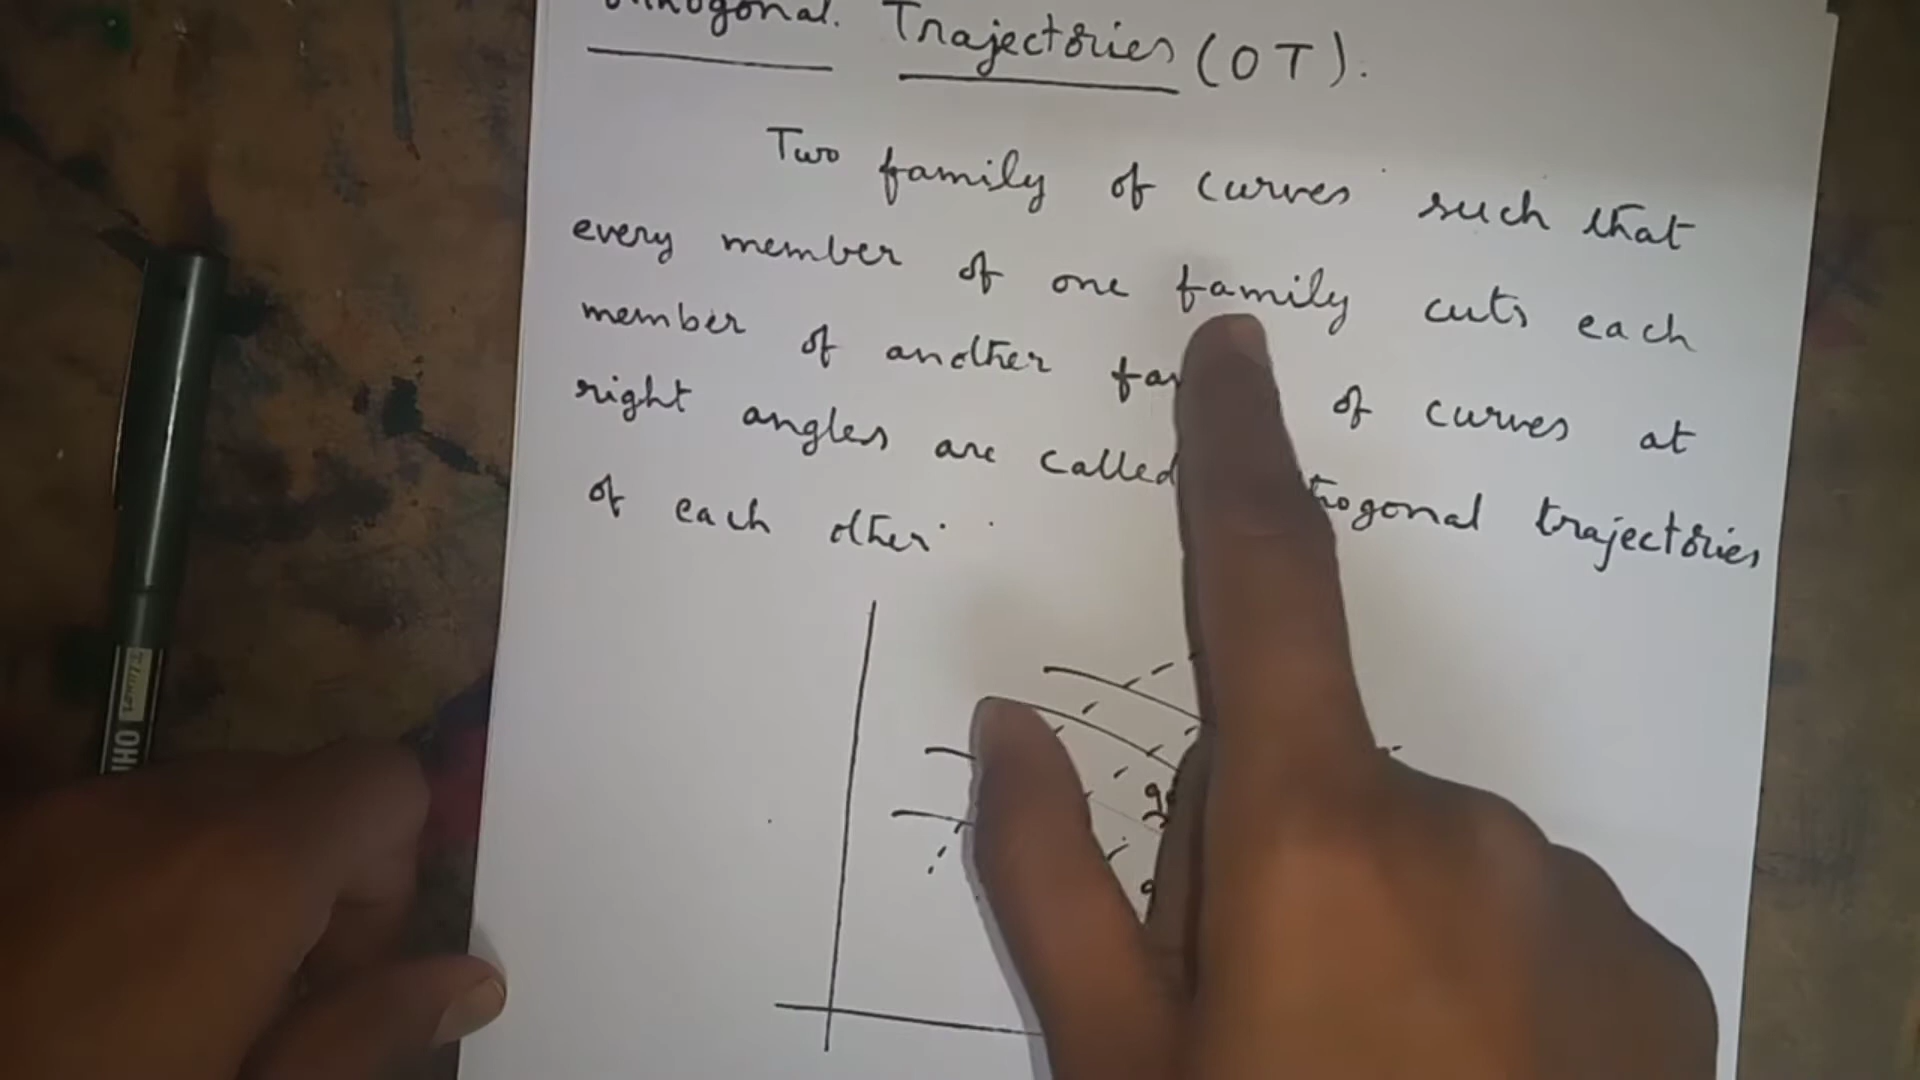 Orthogonal. Trajectories (OT).
Two family of curves such that
every member of one family cuts each
member of another of curves at
right angles are called trajectories
of each other.